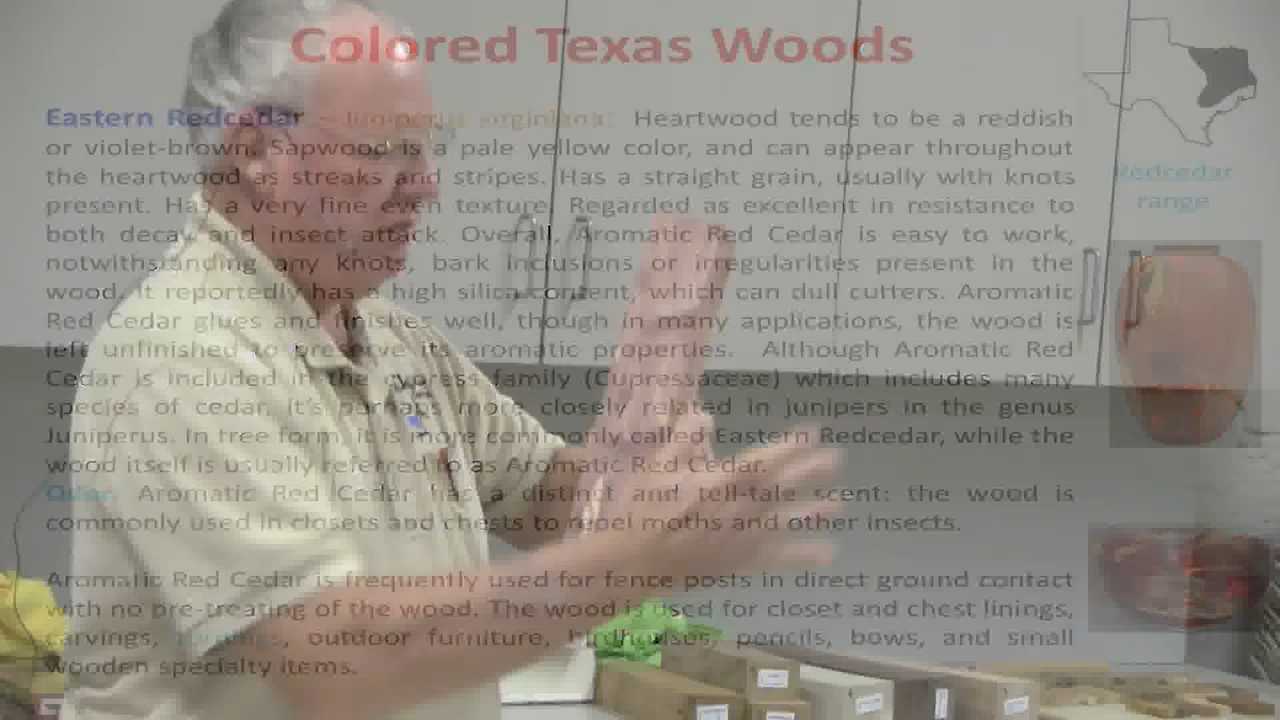 Colored Texas Woods
Eastern Redcedar – Juniperus virginiana: Heartwood tends to be a reddish
or violet-brown. Sapwood is a pale yellow color, and can appear throughout
the heartwood as streaks and stripes. Has a straight grain, usually with knots
present. Has a very fine even texture. Regarded as excellent in resistance to
both decay and insect attack. Overall, Aromatic Red Cedar is easy to work,
notwithstanding any knots, bark inclusions or irregularities present in the
wood. It reportedly has a high silica content, which can dull cutters. Aromatic
Red Cedar glues and finishes well, though in many applications, the wood is
left unfinished to preserve its aromatic properties. Although Aromatic Red
Cedar is included in the cypress family (Cupressaceae) which includes many
species of cedar, it's perhaps more closely related in junipers in the genus
Juniperus. In tree form, it is more commonly called Eastern Redcedar, while the
wood itself is usually referred to as Aromatic Red Cedar.
Odor: Aromatic Red Cedar has a distinct and tell-tale scent: the wood is
commonly used in closets and chests to repel moths and other insects.
Aromatic Red Cedar is frequently used for fence posts in direct ground contact
with no pre-treating of the wood. The wood is used for closet and chest linings,
carvings, outdoor furniture, birdhouses, pencils, bows, and small
wooden specialty items.
Redcedar
range